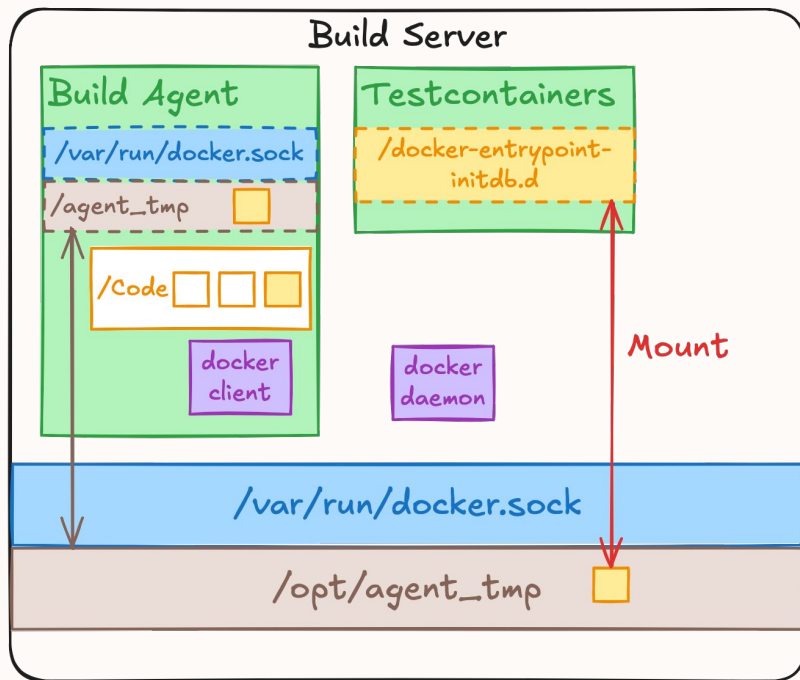 Build Server
Build Agent
/var/run/docker.sock
/agent_tmp
/Code
docker
client
Testcontainers
/docker-entrypoint-
initdb.d
docker
daemon
Mount
/var/run/docker.sock
/opt/agent_tmp